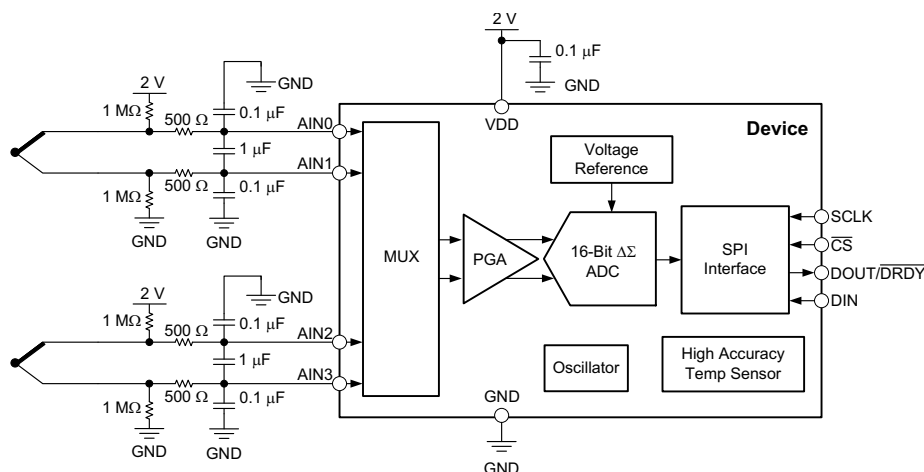 2 V
0.1 μF
GND
VDD
Device
2 V
GND
1 MΩ
500 Ω
0.1 μF
AIN0
1 μF
AIN1
500 Ω
0.1 μF
1 MΩ
GND
GND
2 V
GND
1 MΩ
500 Ω
0.1 μF
AIN2
1 μF
AIN3
500 Ω
0.1 μF
1 MΩ
GND
GND
MUX
PGA
Voltage
Reference
16-Bit ΔΣ
ADC
SPI
Interface
SCLK
CS
DOUT/DRDY
DIN
Oscillator
High Accuracy
Temp Sensor
GND
GND